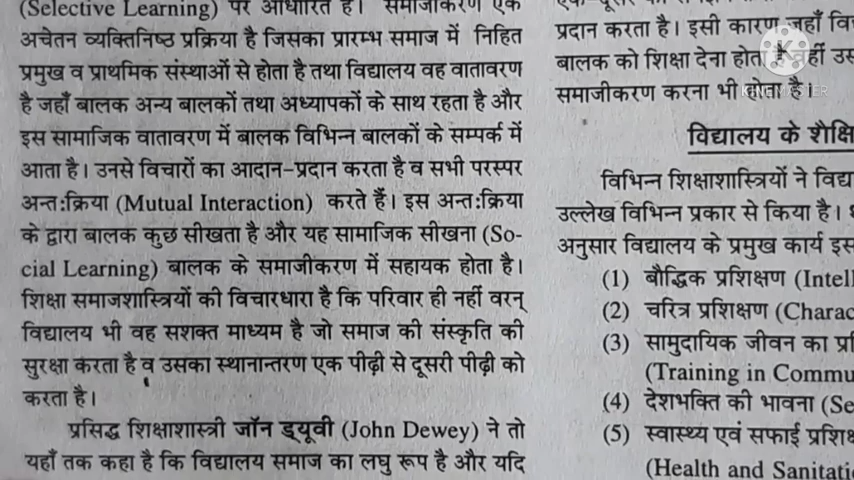 (Selective Learning) पर आधारित है। समाजीकरण एक
अचेतन व्यक्तिनिष्ठ प्रक्रिया है जिसका प्रारम्भ समाज में निहित
प्रमुख व प्राथमिक संस्थाओं से होता है तथा विद्यालय वह वातावरण
है जहाँ बालक अन्य बालकों तथा अध्यापकों के साथ रहता है और
इस सामाजिक वातावरण में बालक विभिन्न बालकों के सम्पर्क में
आता है। उनसे विचारों का आदान-प्रदान करता है व सभी परस्पर
अन्त:क्रिया (Mutual Interaction) करते हैं। इस अन्त:क्रिया
के द्वारा बालक कुछ सीखता है और यह सामाजिक सीखना (So-
cial Learning) बालक के समाजीकरण में सहायक होता है।
शिक्षा समाजशास्त्रियों की विचारधारा है कि परिवार ही नहीं वरन्
विद्यालय भी वह सशक्त माध्यम है जो समाज की संस्कृति की
सुरक्षा करता है व उसका स्थानान्तरण एक पीढ़ी से दूसरी पीढ़ी को
करता है।
प्रसिद्ध शिक्षाशास्त्री जॉन ड्यूवी (John Dewey) ने तो
यहाँ तक कहा है कि विद्यालय समाज का लघु रूप है और यदि
प्रदान करता है। इसी कारण जहाँ
बालक को शिक्षा देना होता है वहीं
समाजीकरण करना भी होता है।
विद्यालय के
विभिन्न शिक्षाशास्त्रियों ने
उल्लेख विभिन्न प्रकार से किया है।
अनुसार विद्यालय के प्रमुख कार्य
(1) बौद्धिक प्रशिक्षण
(2) चरित्र प्रशिक्षण
(3) सामुदायिक जीवन का
(Training in
(4) देशभक्ति की भावना
(5) स्वास्थ्य एवं सफाई
(Health and
KINEMASTER